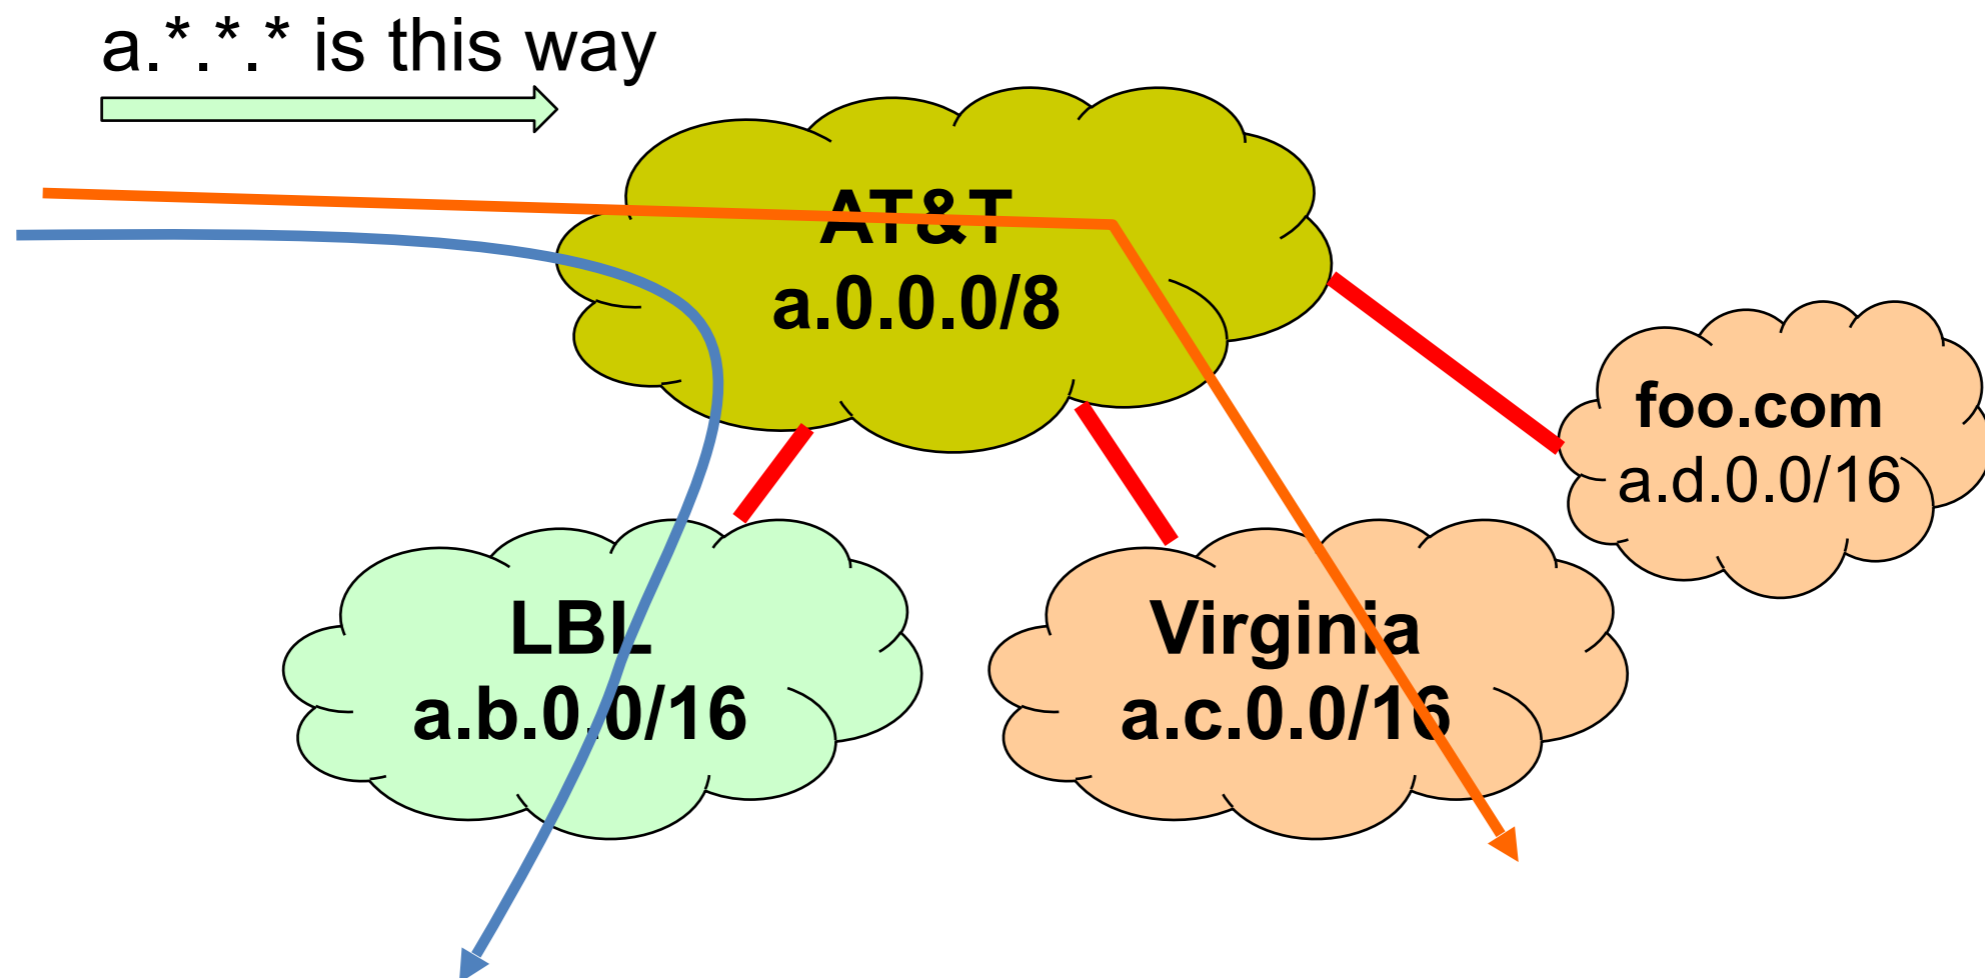 a.*.*.* is this way
AT&T
a.0.0.0/8
foo.com
a.d.0.0/16
LBL
a.b.0.0/16
Virginia
a.c.0.0/16